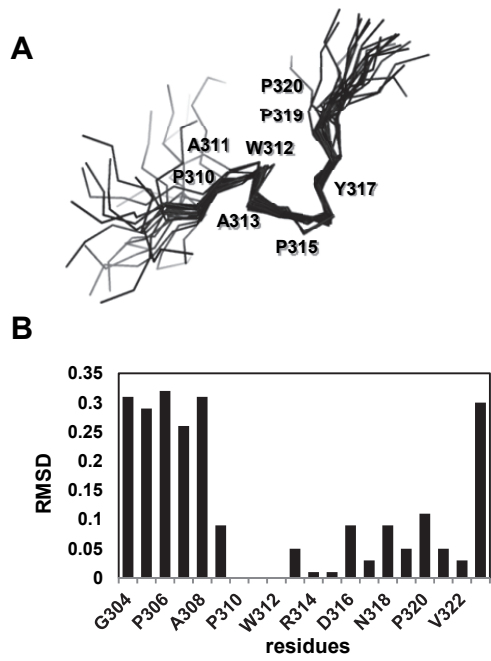 A
P320
P319
A311
W312
P310
Y317
A313
P315
B
0.35
0.3
0.25
0.2
0.15
0.1
0.05
0
RMSD
G304
P306
A308
P310
W312
R314
D316
N318
P320
V322
residues